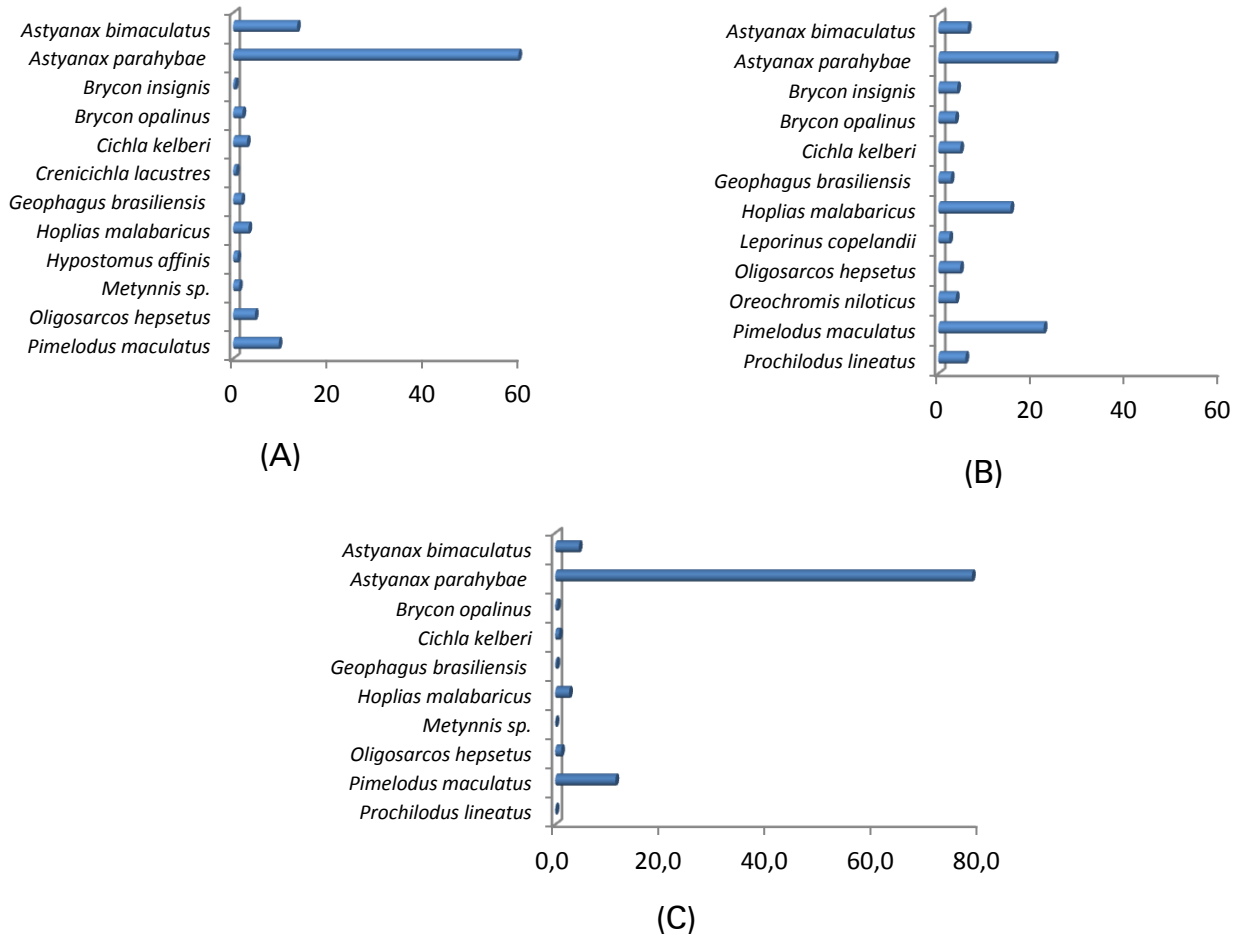 Astyanax bimaculatus
Astyanax parahybae
Brycon insignis
Brycon opalinus
Cichla kelberi
Crenicichla lacustres
Geophagus brasiliensis
Hoplias malabaricus
Hypostomus affinis
Metynnis sp.
Oligosarcos hepsetus
Pimelodus maculatus
0 20 40 60
(A)
Astyanax bimaculatus
Astyanax parahybae
Brycon insignis
Brycon opalinus
Cichla kelberi
Geophagus brasiliensis
Hoplias malabaricus
Leporinus copelandii
Oligosarcos hepsetus
Oreochromis niloticus
Pimelodus maculatus
Prochilodus lineatus
0 20 40 60
(B)
Astyanax bimaculatus
Astyanax parahybae
Brycon opalinus
Cichla kelberi
Geophagus brasiliensis
Hoplias malabaricus
Metynnis sp.
Oligosarcos hepsetus
Pimelodus maculatus
Prochilodus lineatus
0,0 20,0 40,0 60,0 80,0
(C)